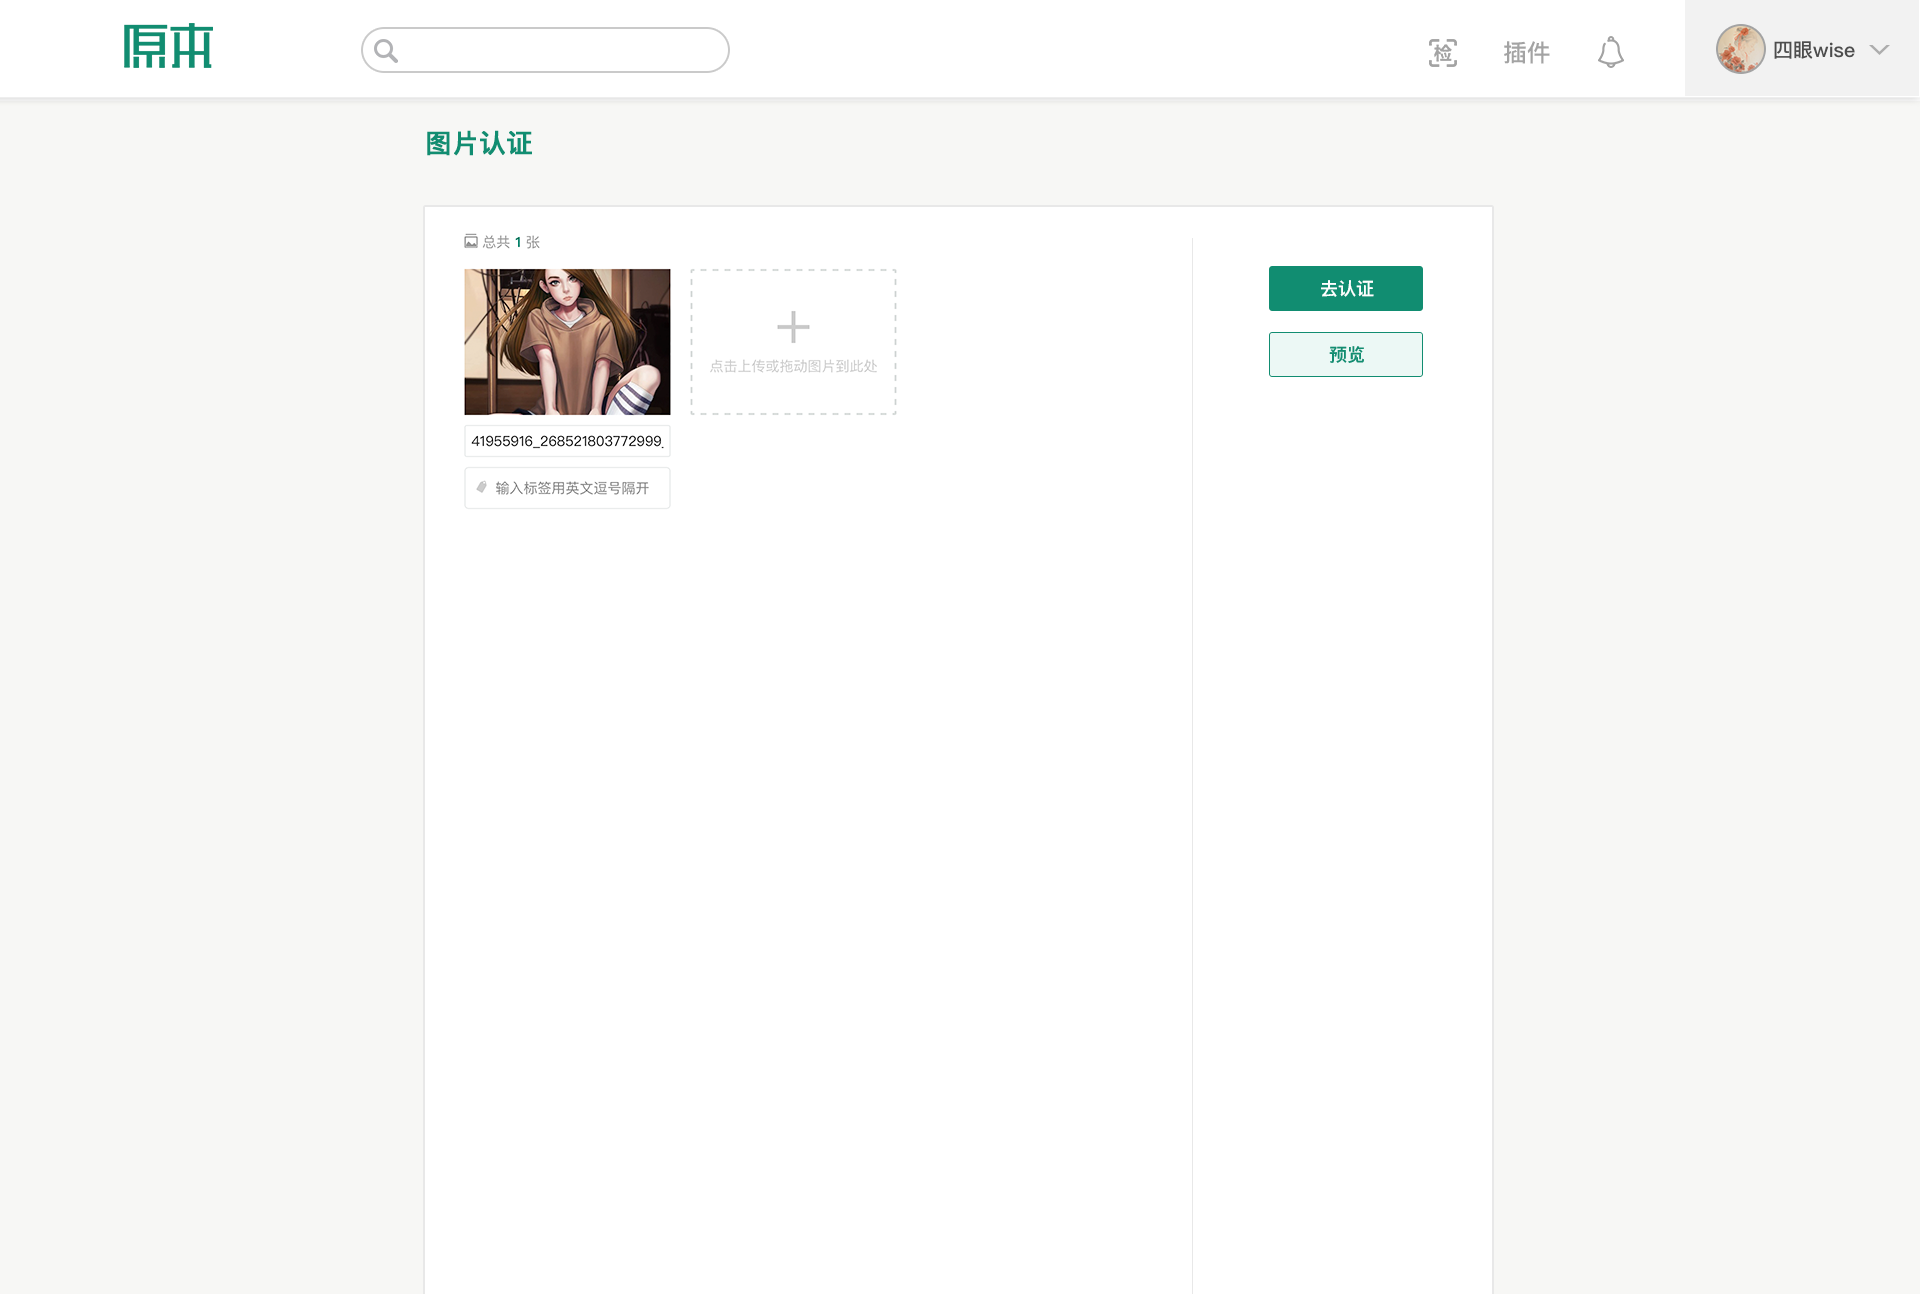 原本
检
插件
四眼wise
图片认证
总共 1 张
点击上传或拖动图片到此处
41955916_268521803772999_
输入标签用英文逗号隔开
去认证
预览